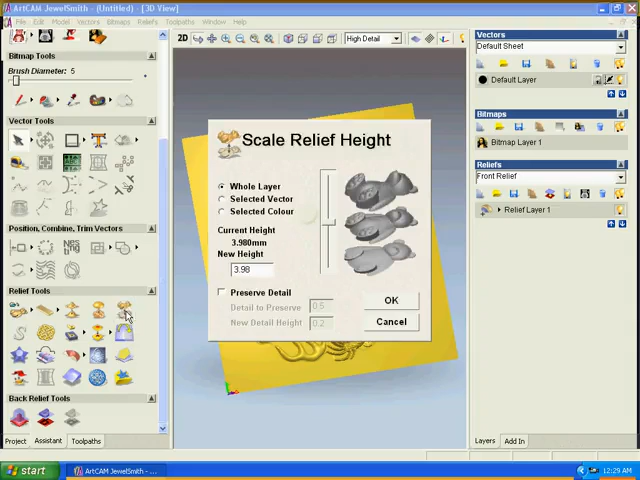 ArtCAM JewelSmith - (Untitled) - [3D View]
File Edit Model Vectors Bitmaps Reliefs Toolpaths Window Help
Bitmap Tools
Brush Diameter: 5
Vector Tools
Position, Combine, Trim Vectors
Relief Tools
Back Relief Tools
Project Assistant Toolpaths
2D
High Detail
Scale Relief Height
Whole Layer
Selected Vector
Selected Colour
Current Height
3.980mm
New Height
3.98
Preserve Detail
Detail to Preserve 0.5
New Detail Height 0.2
OK
Cancel
Vectors
Default Sheet
Default Layer
Bitmaps
Bitmap Layer 1
Reliefs
Front Relief
Relief Layer 1
Layers Add In
start
ArtCAM JewelSmith - ...
12:29 AM